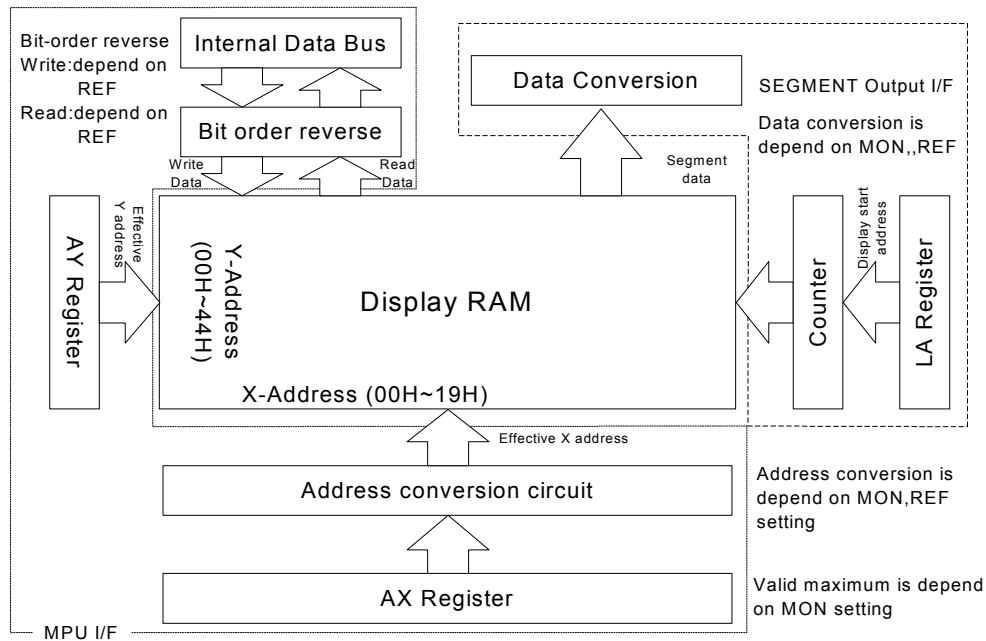 Bit-order reverse
Write:depend on
REF
Read:depend on
REF
Internal Data Bus
Bit order reverse
Write
Data
Read
Data
Data Conversion
SEGMENT Output I/F
Data conversion is
depend on MON,,REF
Segment
data
AY Register
Effective
Y address
Y-Address
(00H~44H)
Display RAM
X-Address (00H~19H)
Counter
Display start
address
LA Register
Effective X address
Address conversion circuit
Address conversion is
depend on MON,REF
setting
AX Register
Valid maximum is depend
on MON setting
MPU I/F